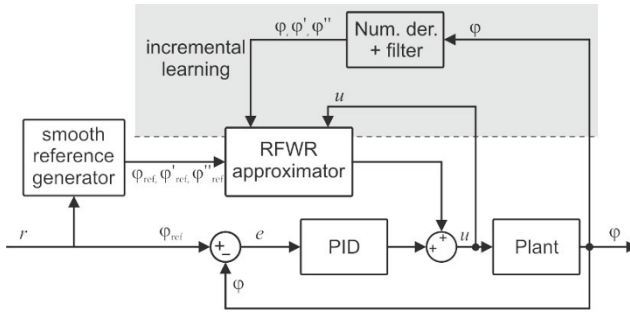 incremental
learning
φ, φ', φ''
Num. der.
+ filter
φ
u
smooth
reference
generator
φref, φ'ref, φ''ref
RFWR
approximator
r
φref
+
−
e
PID
+
+
u
Plant
φ
φ